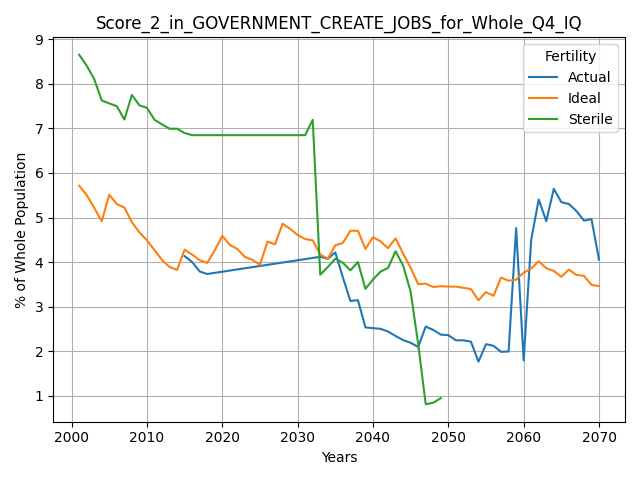 Score_2_in_GOVERNMENT_CREATE_JOBS_for_Whole_Q4_IQ
% of Whole Population
9
8
7
6
5
4
3
2
1
Fertility
Actual
Ideal
Sterile
2000 2010 2020 2030 2040 2050 2060 2070
Years